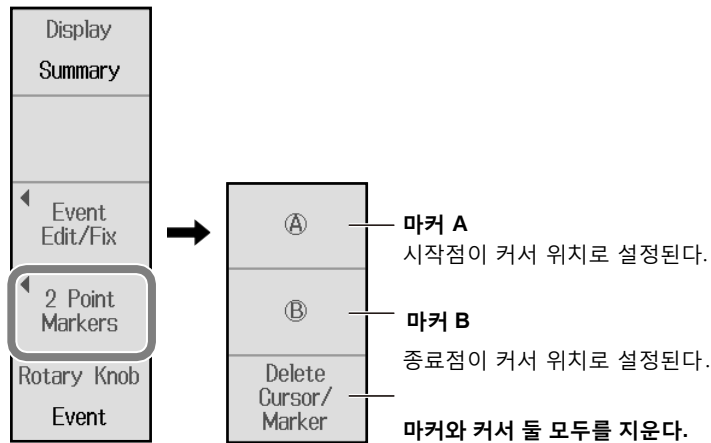 Display
Summary
Event
Edit/Fix
2 Point
Markers
Rotary Knob
Event
Ⓐ
Ⓑ
Delete
Cursor/
Marker
마커 A
시작점이 커서 위치로 설정된다.
마커 B
종료점이 커서 위치로 설정된다.
마커와 커서 둘 모두를 지운다.